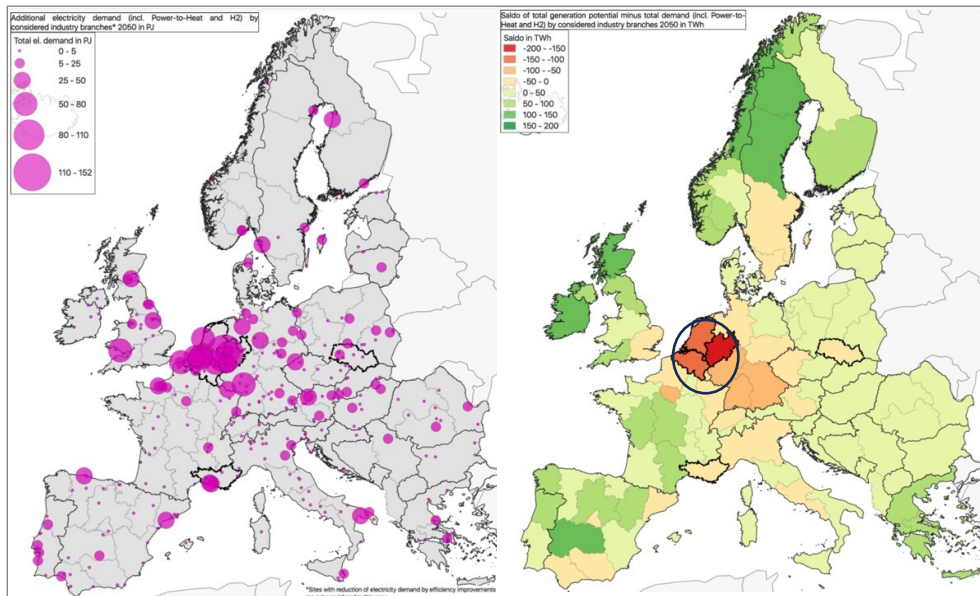 Additional electricity demand (incl. Power-to-Heat and H2) by
considered industry branches* 2050 in PJ
Total el. demand in PJ
0 - 5
5 - 25
25 - 50
50 - 80
80 - 110
110 - 152
*Sites with reduction of electricity demand by efficiency improvements
Saldo of total generation potential minus total demand (incl. Power-to-
Heat and H2) by considered industry branches 2050 in TWh
Saldo in TWh
-200 - -150
-150 - -100
-100 - -50
-50 - 0
0 - 50
50 - 100
100 - 150
150 - 200